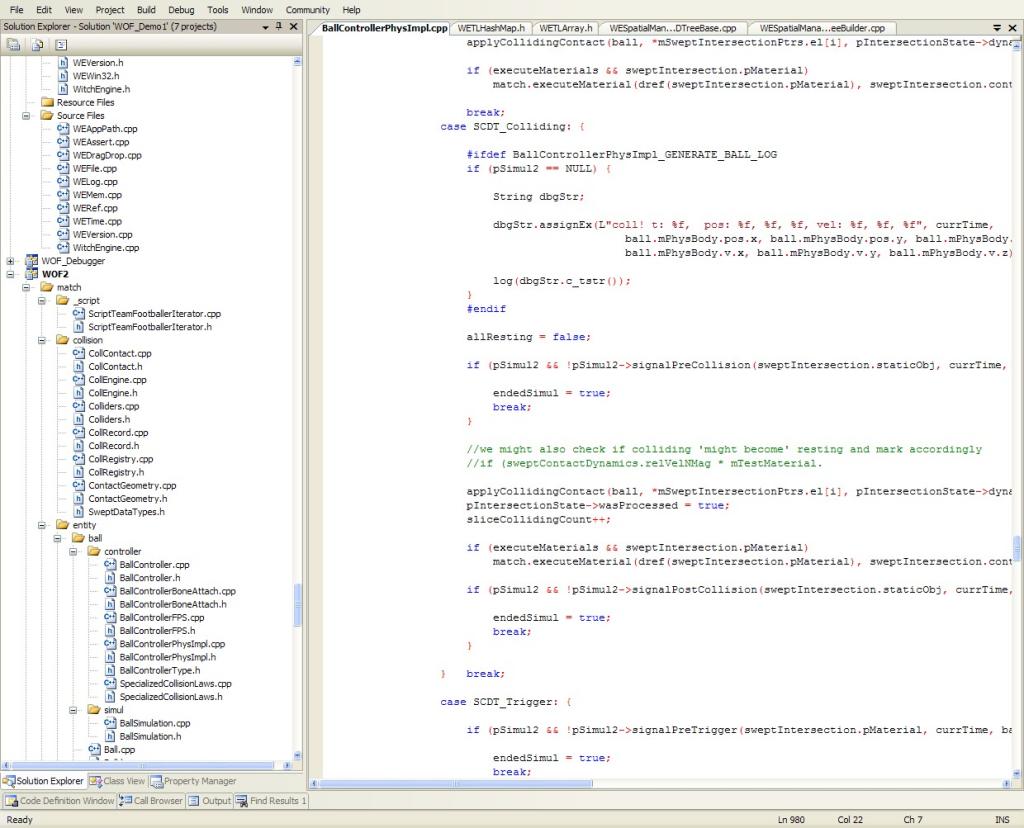 File Edit View Project Build Debug Tools Window Community Help
Solution Explorer - Solution 'WOF_Demo1' (7 projects)
WEVersion.h
WEWin32.h
WitchEngine.h
Resource Files
Source Files
WEAppPath.cpp
WEAssert.cpp
WEDragDrop.cpp
WEFile.cpp
WELog.cpp
WEMem.cpp
WERef.cpp
WETime.cpp
WEVersion.cpp
WitchEngine.cpp
WOF_Debugger
WOF2
match
_script
ScriptTeamFootballerIterator.cpp
ScriptTeamFootballerIterator.h
collision
CollContact.cpp
CollContact.h
CollEngine.cpp
CollEngine.h
Colliders.cpp
Colliders.h
CollRecord.cpp
CollRecord.h
CollRegistry.cpp
CollRegistry.h
ContactGeometry.cpp
ContactGeometry.h
SweptDataTypes.h
entity
ball
controller
BallController.cpp
BallController.h
BallControllerBoneAttach.cpp
BallControllerBoneAttach.h
BallControllerFPS.cpp
BallControllerFPS.h
BallControllerPhysImpl.cpp
BallControllerPhysImpl.h
BallControllerType.h
SpecializedCollisionLaws.cpp
SpecializedCollisionLaws.h
simul
BallSimulation.cpp
BallSimulation.h
Ball.cpp
Solution Explorer Class View Property Manager
BallControllerPhysImpl.cpp WETLHashMap.h WETLArray.h WESpatialMan...DTreeBase.cpp WESpatialMana...eeBuilder.cpp
applyCollidingContact(ball, *mSweptIntersectionPtrs.el[i], pIntersectionState->dyna
if (executeMaterials && sweptIntersection.pMaterial)
match.executeMaterial(dref(sweptIntersection.pMaterial), sweptIntersection.cont
break;
case SCDT_Colliding: {
#ifdef BallControllerPhysImpl_GENERATE_BALL_LOG
if (pSimul2 == NULL) {
String dbgStr;
dbgStr.assignEx(L"coll! t: %f,  pos: %f, %f, %f, vel: %f, %f, %f", currTime,
ball.mPhysBody.pos.x, ball.mPhysBody.pos.y, ball.mPhysBody.
ball.mPhysBody.v.x, ball.mPhysBody.v.y, ball.mPhysBody.v.z)
log(dbgStr.c_tstr());
}
#endif
allResting = false;
if (pSimul2 && !pSimul2->signalPreCollision(sweptIntersection.staticObj, currTime,
endedSimul = true;
break;
}
//we might also check if colliding 'might become' resting and mark accordingly
//if (sweptContactDynamics.relVelNMag * mTestMaterial.
applyCollidingContact(ball, *mSweptIntersectionPtrs.el[i], pIntersectionState->dyna
pIntersectionState->wasProcessed = true;
sliceCollidingCount++;
if (executeMaterials && sweptIntersection.pMaterial)
match.executeMaterial(dref(sweptIntersection.pMaterial), sweptIntersection.cont
if (pSimul2 && !pSimul2->signalPostCollision(sweptIntersection.staticObj, currTime,
endedSimul = true;
break;
}
} break;
case SCDT_Trigger: {
if (pSimul2 && !pSimul2->signalPreTrigger(sweptIntersection.pMaterial, currTime, ba
endedSimul = true;
break;
Code Definition Window Call Browser Output Find Results 1
Ready Ln 980 Col 22 Ch 7 INS